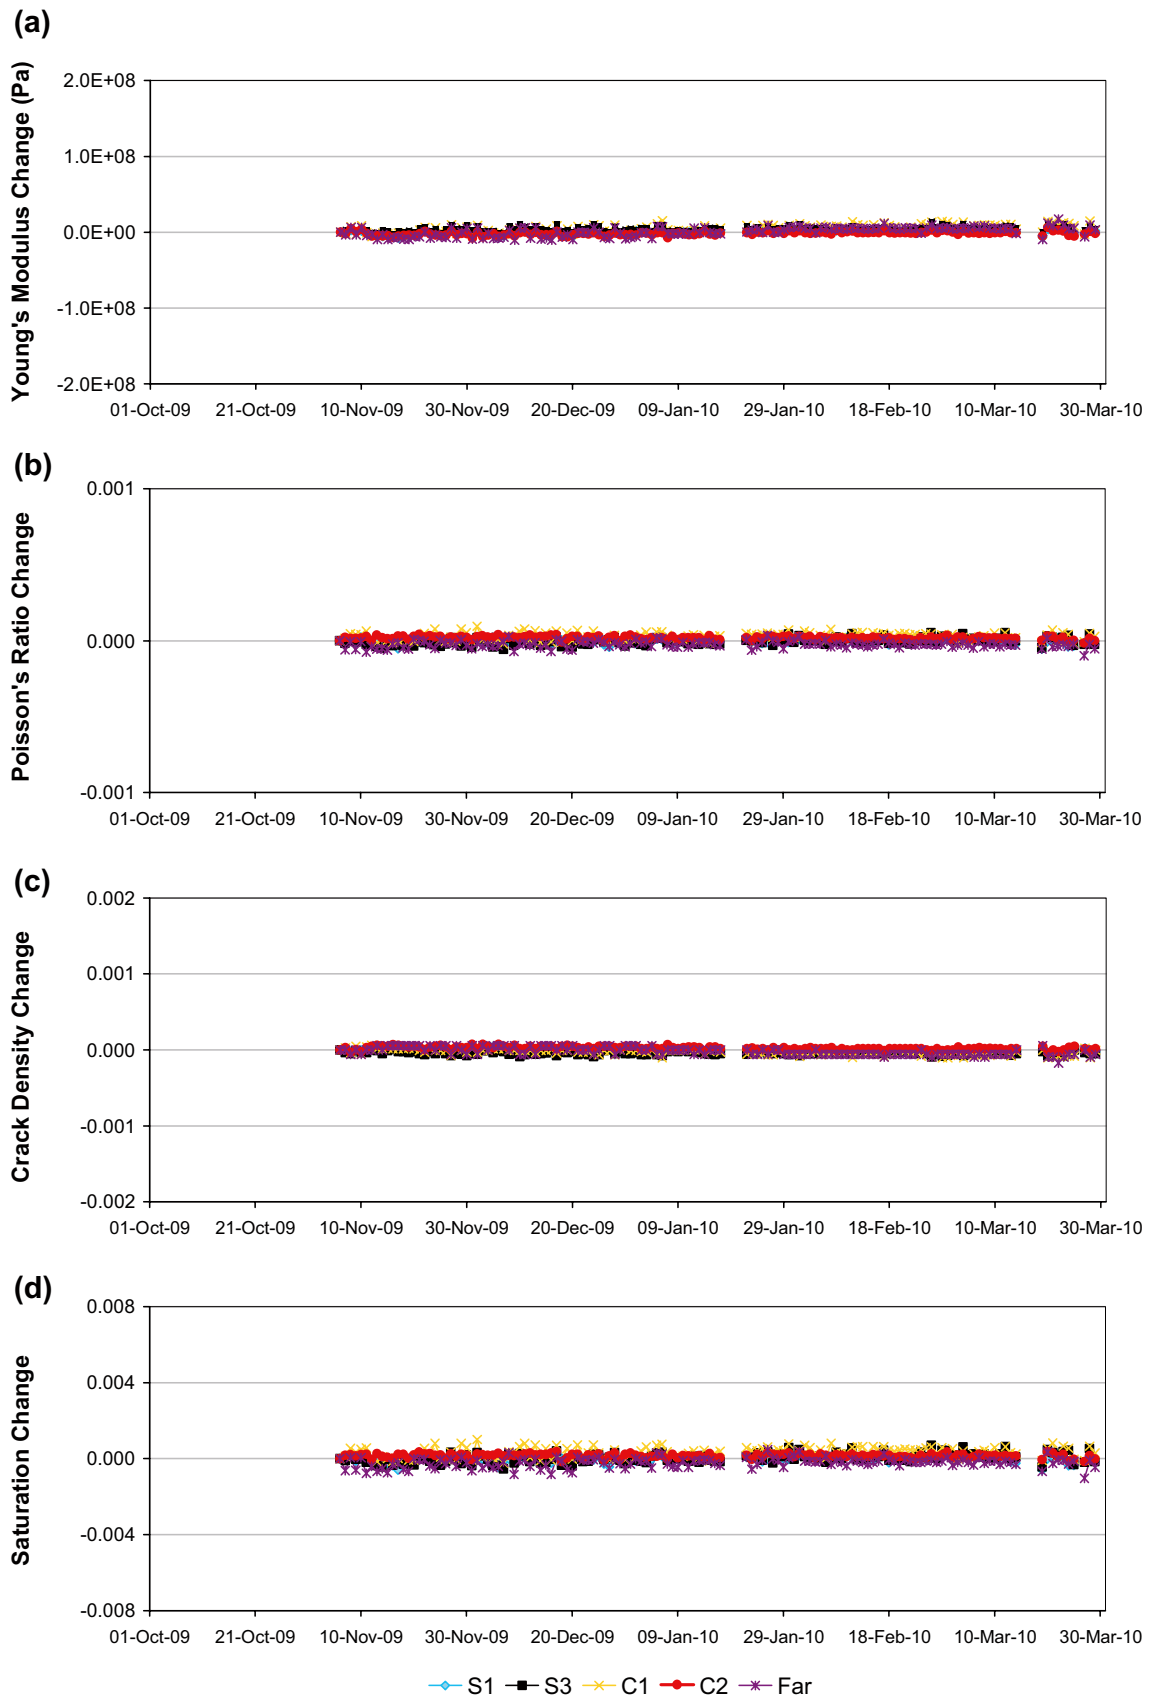 (a)
Young's Modulus Change (Pa)
2.0E+08
1.0E+08
0.0E+00
-1.0E+08
-2.0E+08
01-Oct-09 21-Oct-09 10-Nov-09 30-Nov-09 20-Dec-09 09-Jan-10 29-Jan-10 18-Feb-10 10-Mar-10 30-Mar-10
(b)
Poisson's Ratio Change
0.001
0.000
-0.001
01-Oct-09 21-Oct-09 10-Nov-09 30-Nov-09 20-Dec-09 09-Jan-10 29-Jan-10 18-Feb-10 10-Mar-10 30-Mar-10
(c)
Crack Density Change
0.002
0.001
0.000
-0.001
-0.002
01-Oct-09 21-Oct-09 10-Nov-09 30-Nov-09 20-Dec-09 09-Jan-10 29-Jan-10 18-Feb-10 10-Mar-10 30-Mar-10
(d)
Saturation Change
0.008
0.004
0.000
-0.004
-0.008
01-Oct-09 21-Oct-09 10-Nov-09 30-Nov-09 20-Dec-09 09-Jan-10 29-Jan-10 18-Feb-10 10-Mar-10 30-Mar-10
S1 S3 C1 C2 Far